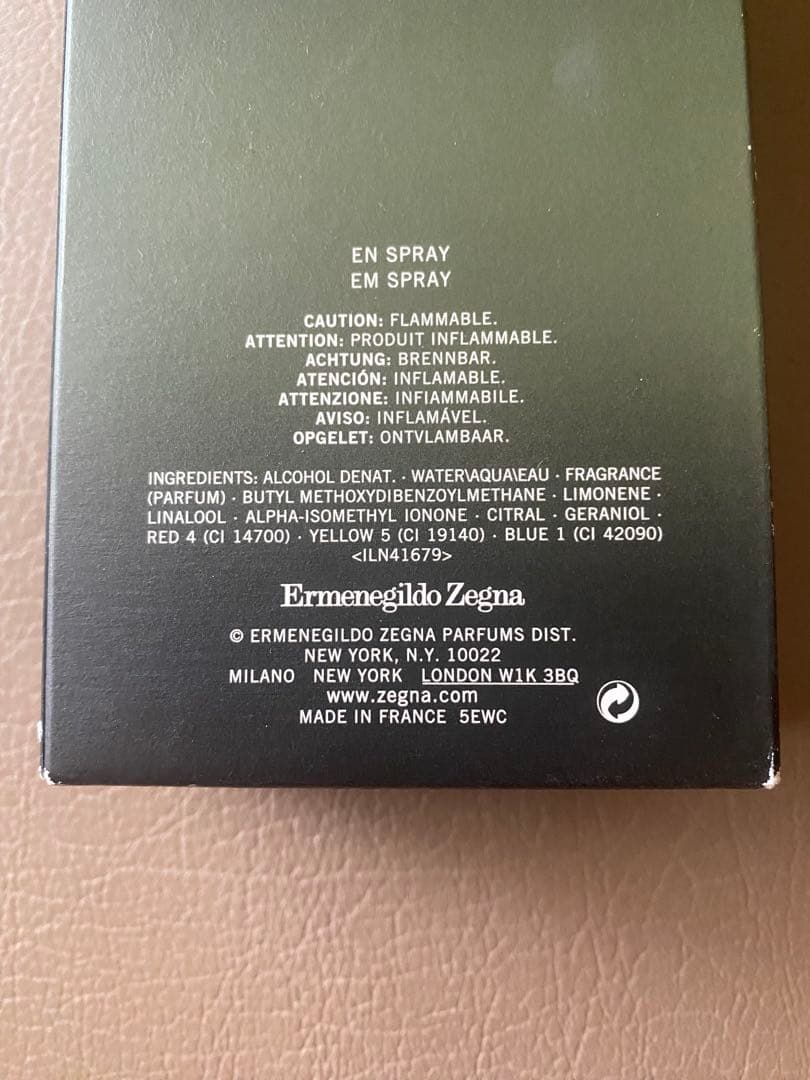 EN SPRAY
EM SPRAY
CAUTION: FLAMMABLE.
ATTENTION: PRODUIT INFLAMMABLE.
ACHTUNG: BRENNBAR.
ATENCIÓN: INFLAMABLE.
ATTENZIONE: INFIAMMABILE.
AVISO: INFLAMÁVEL.
OPGELET: ONTVLAMBAAR.
INGREDIENTS: ALCOHOL DENAT. · WATER\AQUA\EAU · FRAGRANCE
(PARFUM) · BUTYL METHOXYDIBENZOYLMETHANE · LIMONENE ·
LINALOOL · ALPHA-ISOMETHYL IONONE · CITRAL · GERANIOL ·
RED 4 (CI 14700) · YELLOW 5 (CI 19140) · BLUE 1 (CI 42090)
<ILN41679>
Ermenegildo Zegna
© ERMENEGILDO ZEGNA PARFUMS DIST.
NEW YORK, N.Y. 10022
MILANO NEW YORK LONDON W1K 3BQ
www.zegna.com
MADE IN FRANCE 5EWC